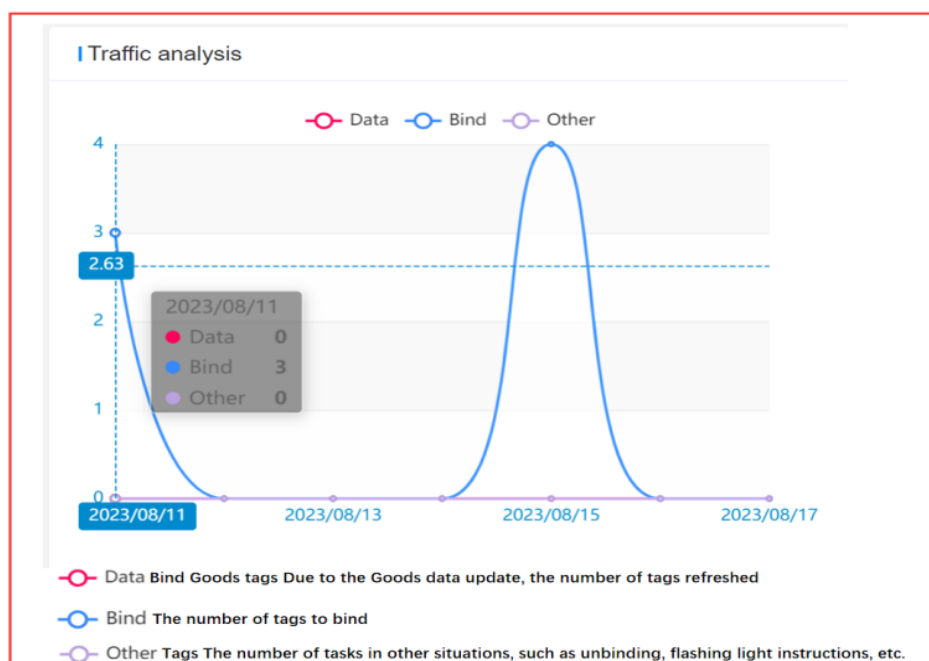 Traffic analysis
Data Bind Other
4
3
2.63
2023/08/11
Data 0
2
Bind 3
Other 0
1
0
2023/08/11 2023/08/13 2023/08/15 2023/08/17
Data Bind Goods tags Due to the Goods data update, the number of tags refreshed
Bind The number of tags to bind
Other Tags The number of tasks in other situations, such as unbinding, flashing light instructions, etc.